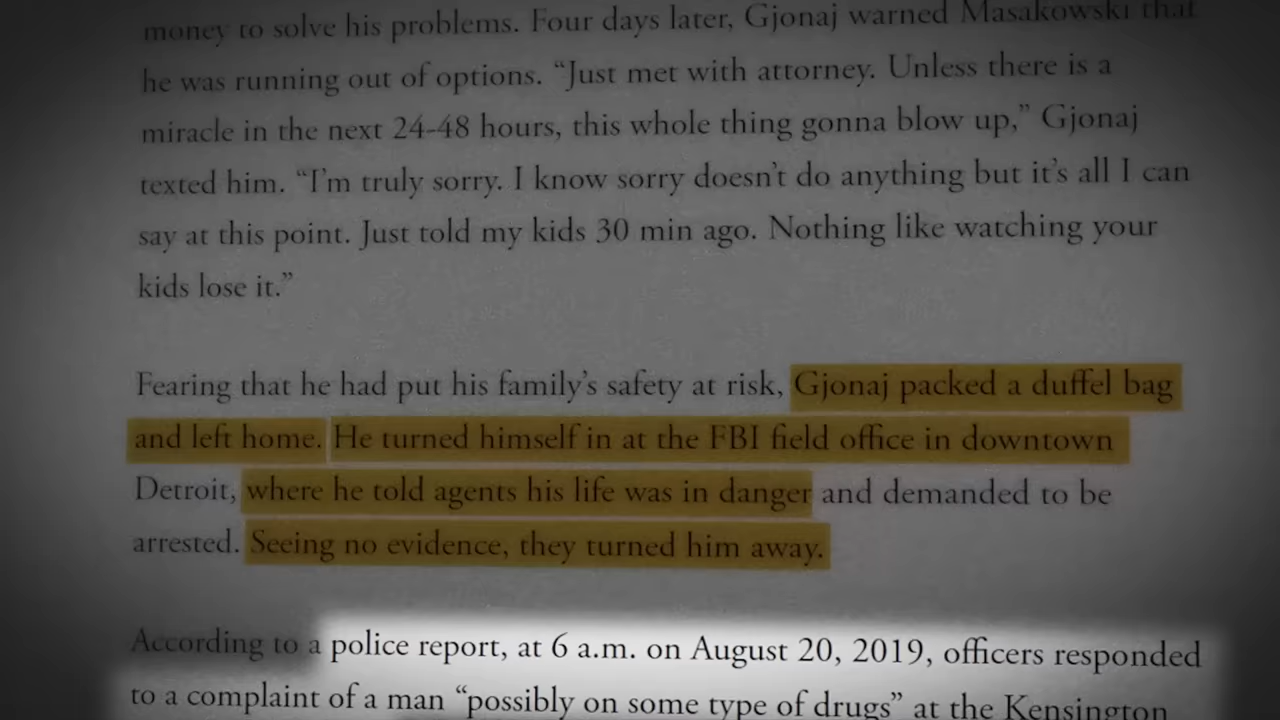 money to solve his problems. Four days later, Gjonaj warned Masakowski that
he was running out of options. “Just met with attorney. Unless there is a
miracle in the next 24-48 hours, this whole thing gonna blow up,” Gjonaj
texted him. “I’m truly sorry. I know sorry doesn’t do anything but it’s all I can
say at this point. Just told my kids 30 min ago. Nothing like watching your
kids lose it.”
Fearing that he had put his family’s safety at risk, Gjonaj packed a duffel bag
and left home. He turned himself in at the FBI field office in downtown
Detroit, where he told agents his life was in danger and demanded to be
arrested. Seeing no evidence, they turned him away.
According to a police report, at 6 a.m. on August 20, 2019, officers responded
to a complaint of a man “possibly on some type of drugs” at the Kensington